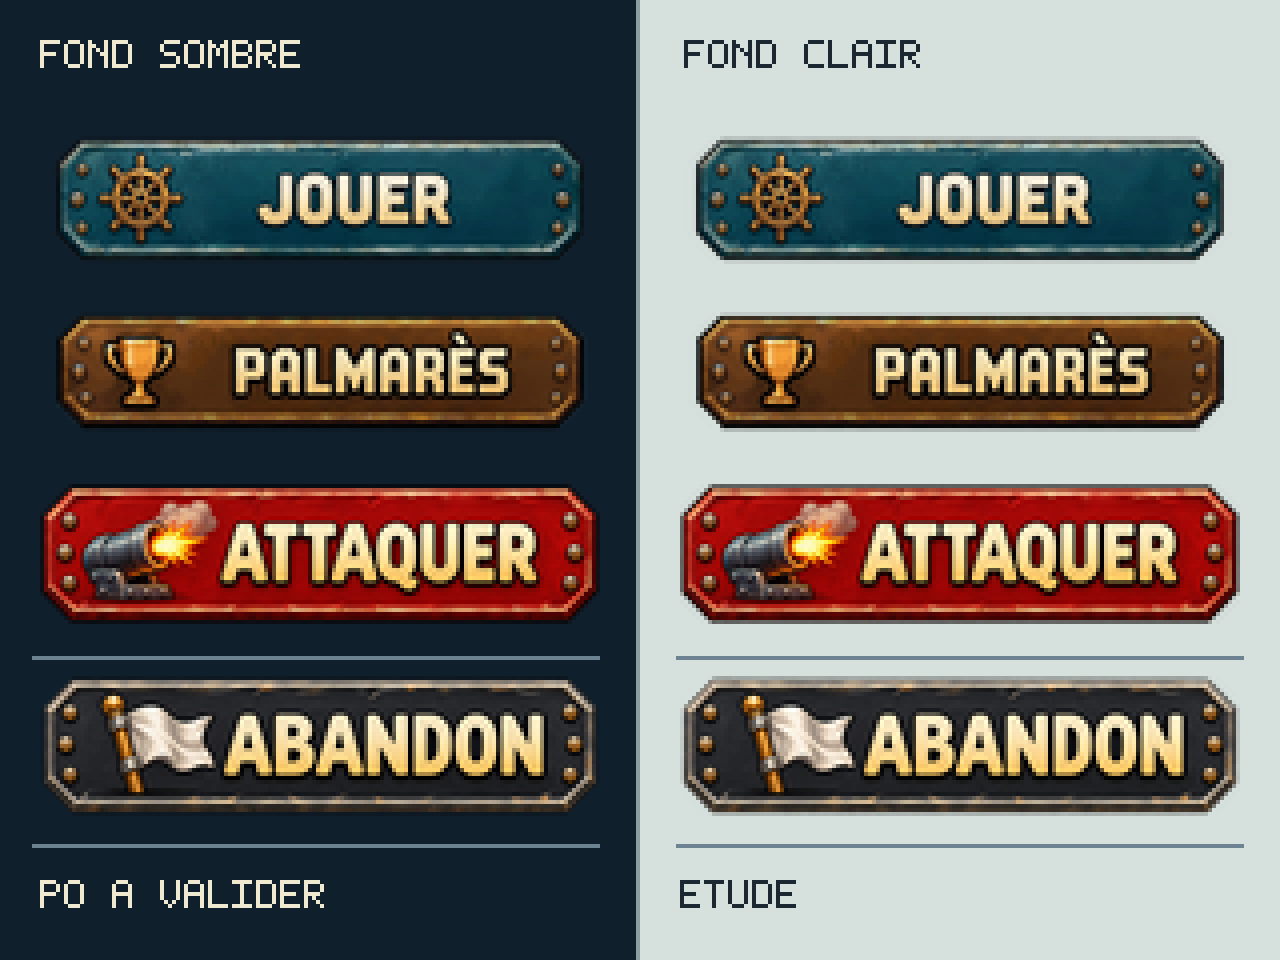 FOND SOMBRE
JOUER
PALMARÈS
ATTAQUER
ABANDON
PO A VALIDER
FOND CLAIR
JOUER
PALMARÈS
ATTAQUER
ABANDON
ETUDE